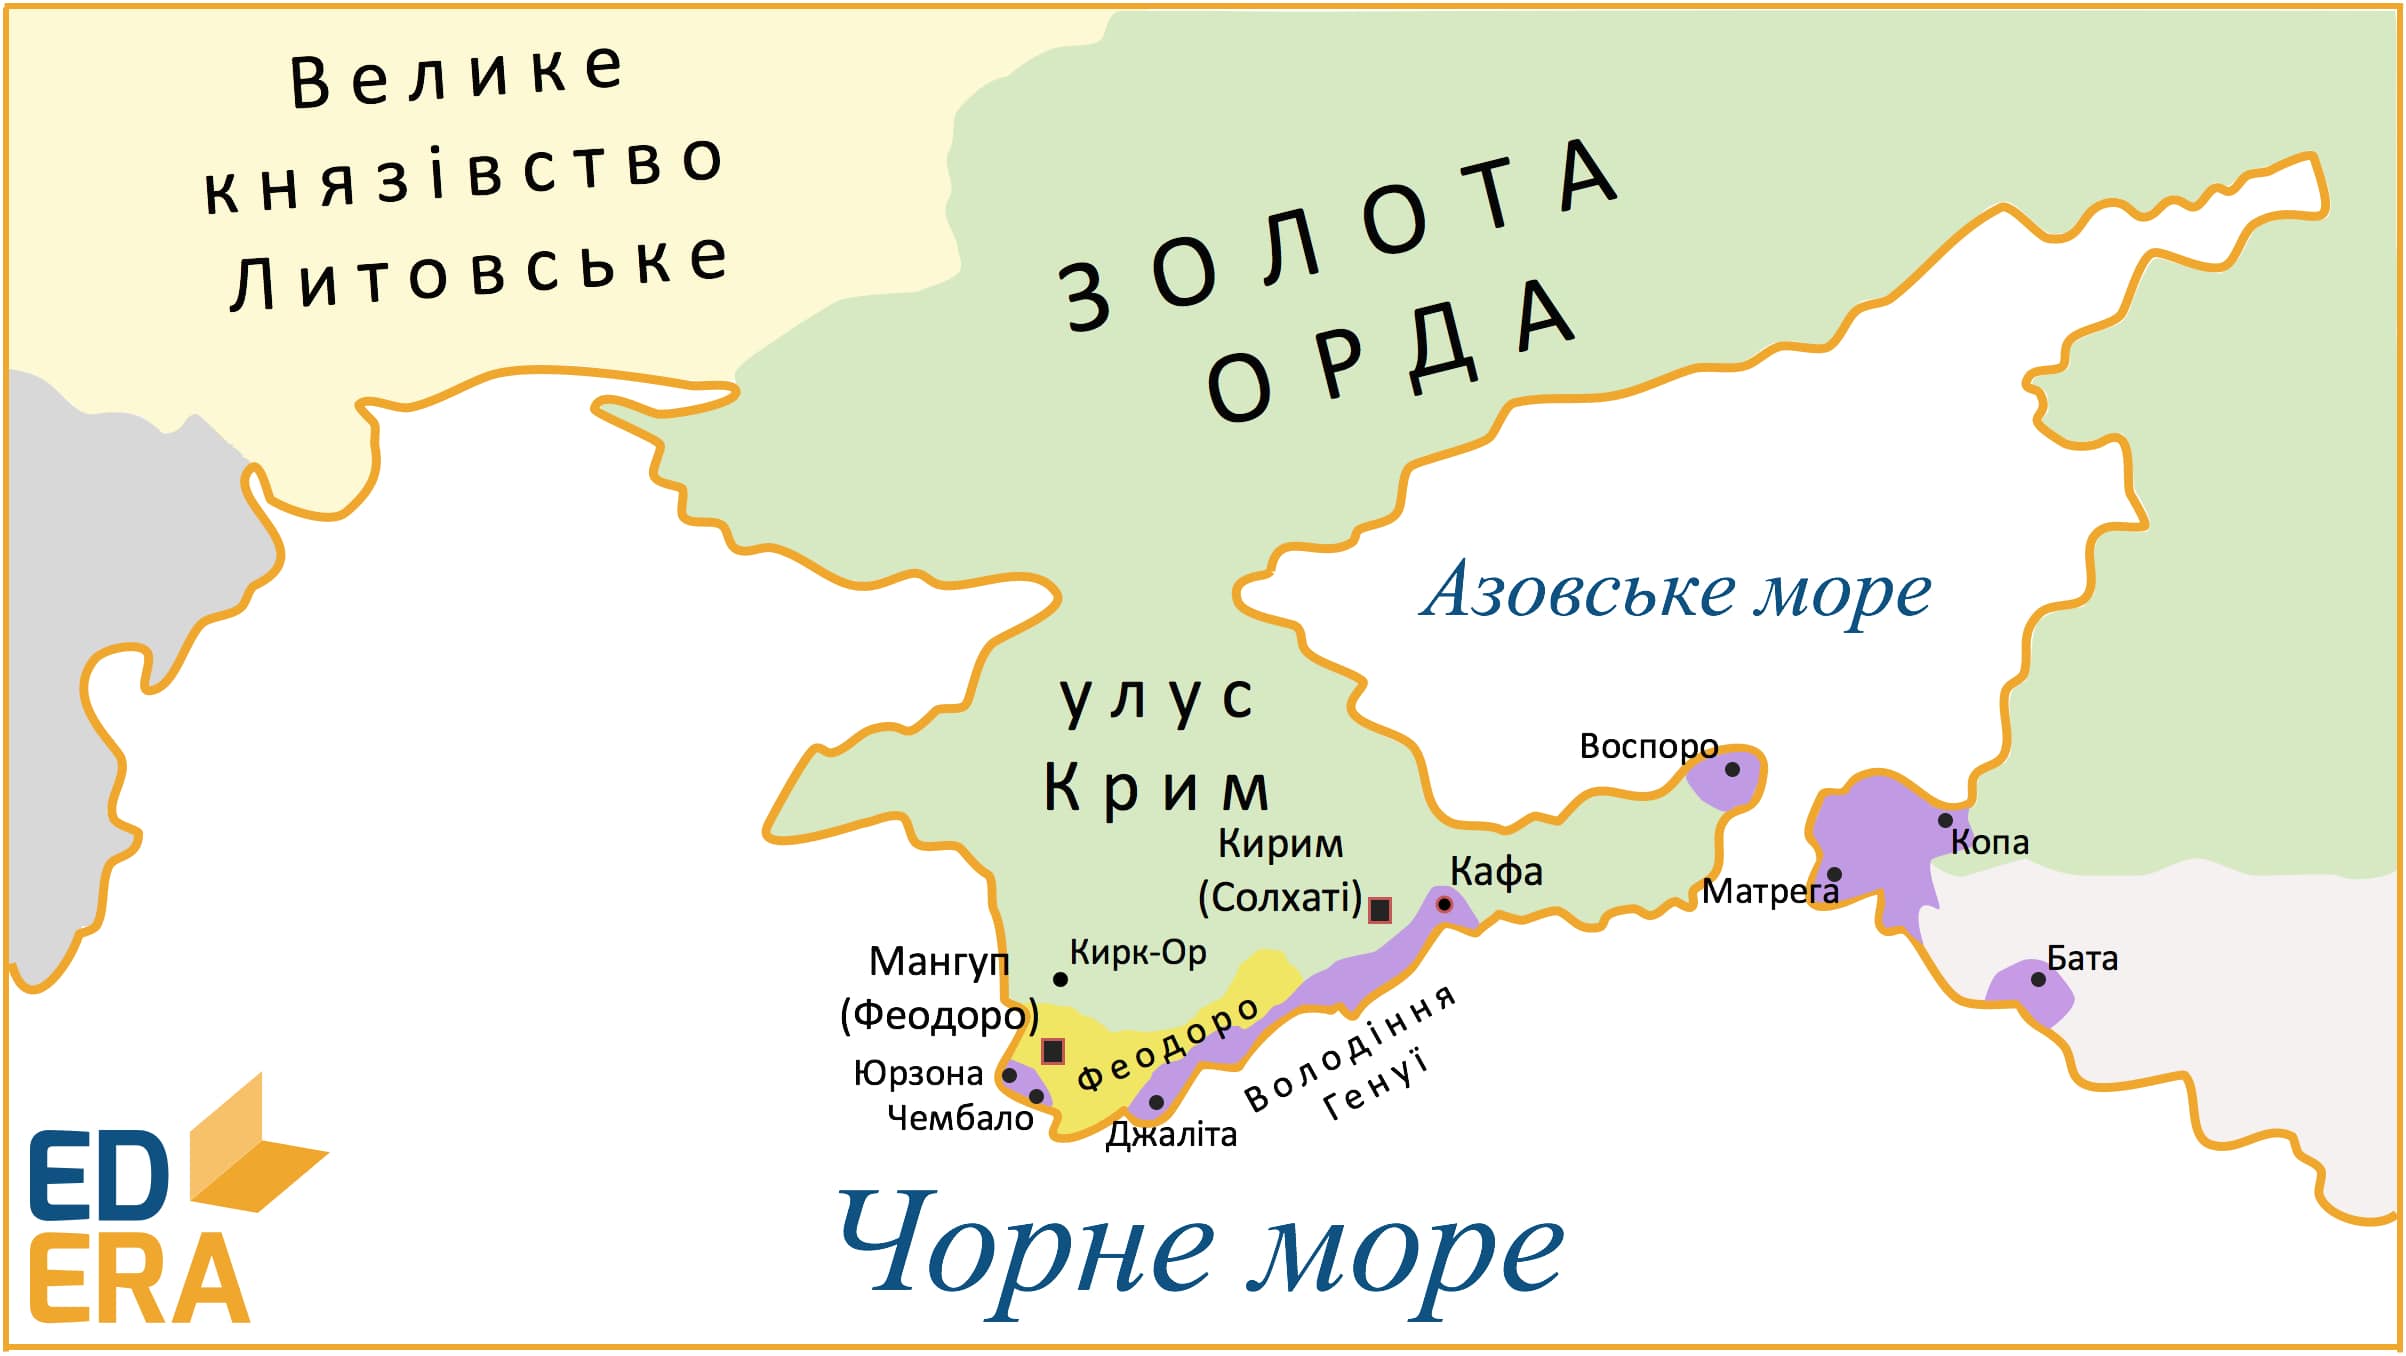 Велике
князівство
Литовське
ЗОЛОТА
ОРДА
Азовське море
улус
Крим
Воспоро
Кирим
(Солхаті)
Кафа
Копа
Матрега
Мангуп
(Феодоро)
Кирк-Ор
Бата
Феодоро
Володіння
Генуї
Юрзона
Чембало
Джаліта
Чорне море
ED
ERA